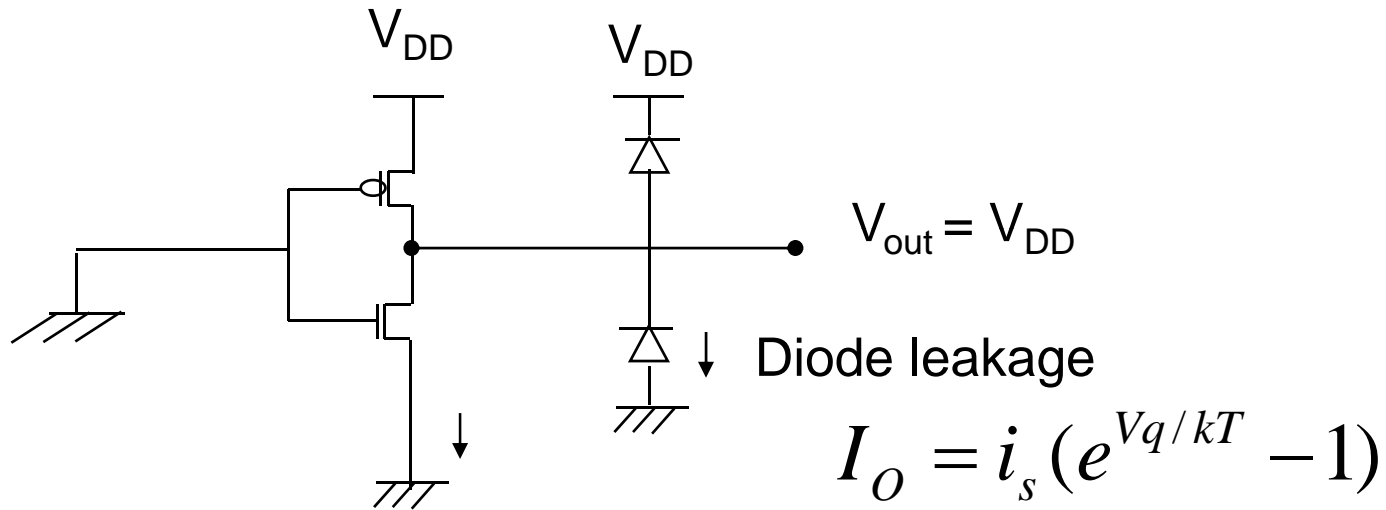 V_DD
V_DD
V_out = V_DD
Diode leakage
I_O = i_s(e^{Vq/kT} − 1)